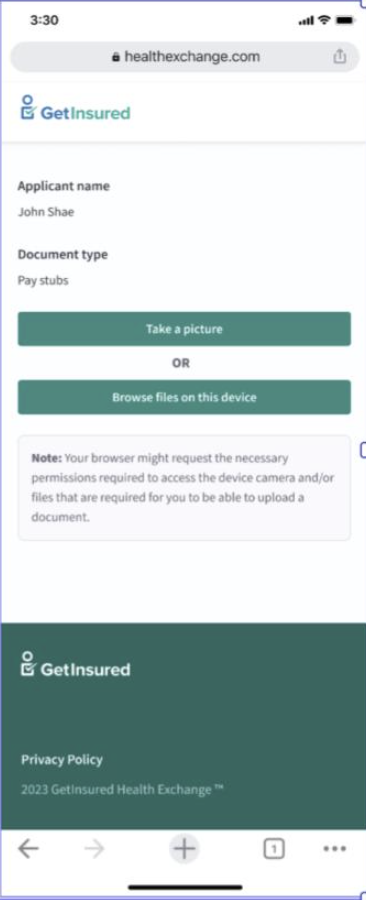 3:30
healthexchange.com
GetInsured
Applicant name
John Shae
Document type
Pay stubs
Take a picture
OR
Browse files on this device
Note: Your browser might request the necessary
permissions required to access the device camera and/or
files that are required for you to be able to upload a
document.
GetInsured
Privacy Policy
2023 GetInsured Health Exchange ™
1